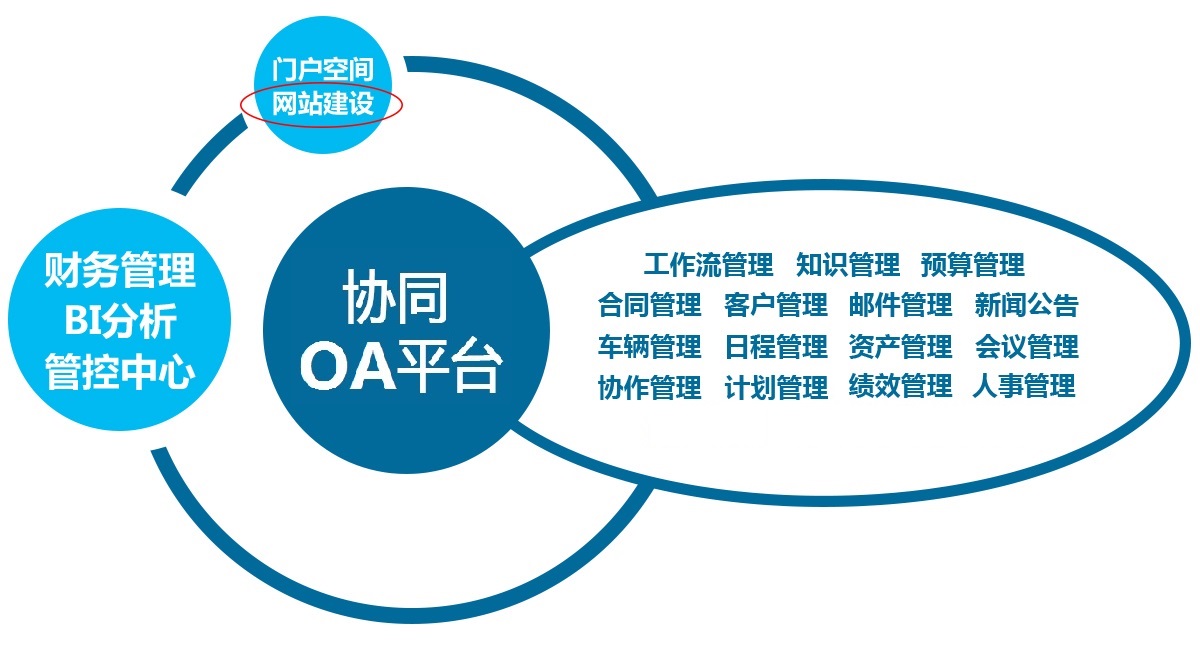 门户空间
网站建设
财务管理
BI分析
管控中心
协同
OA平台
工作流管理 知识管理 预算管理
合同管理 客户管理 邮件管理 新闻公告
车辆管理 日程管理 资产管理 会议管理
协作管理 计划管理 绩效管理 人事管理